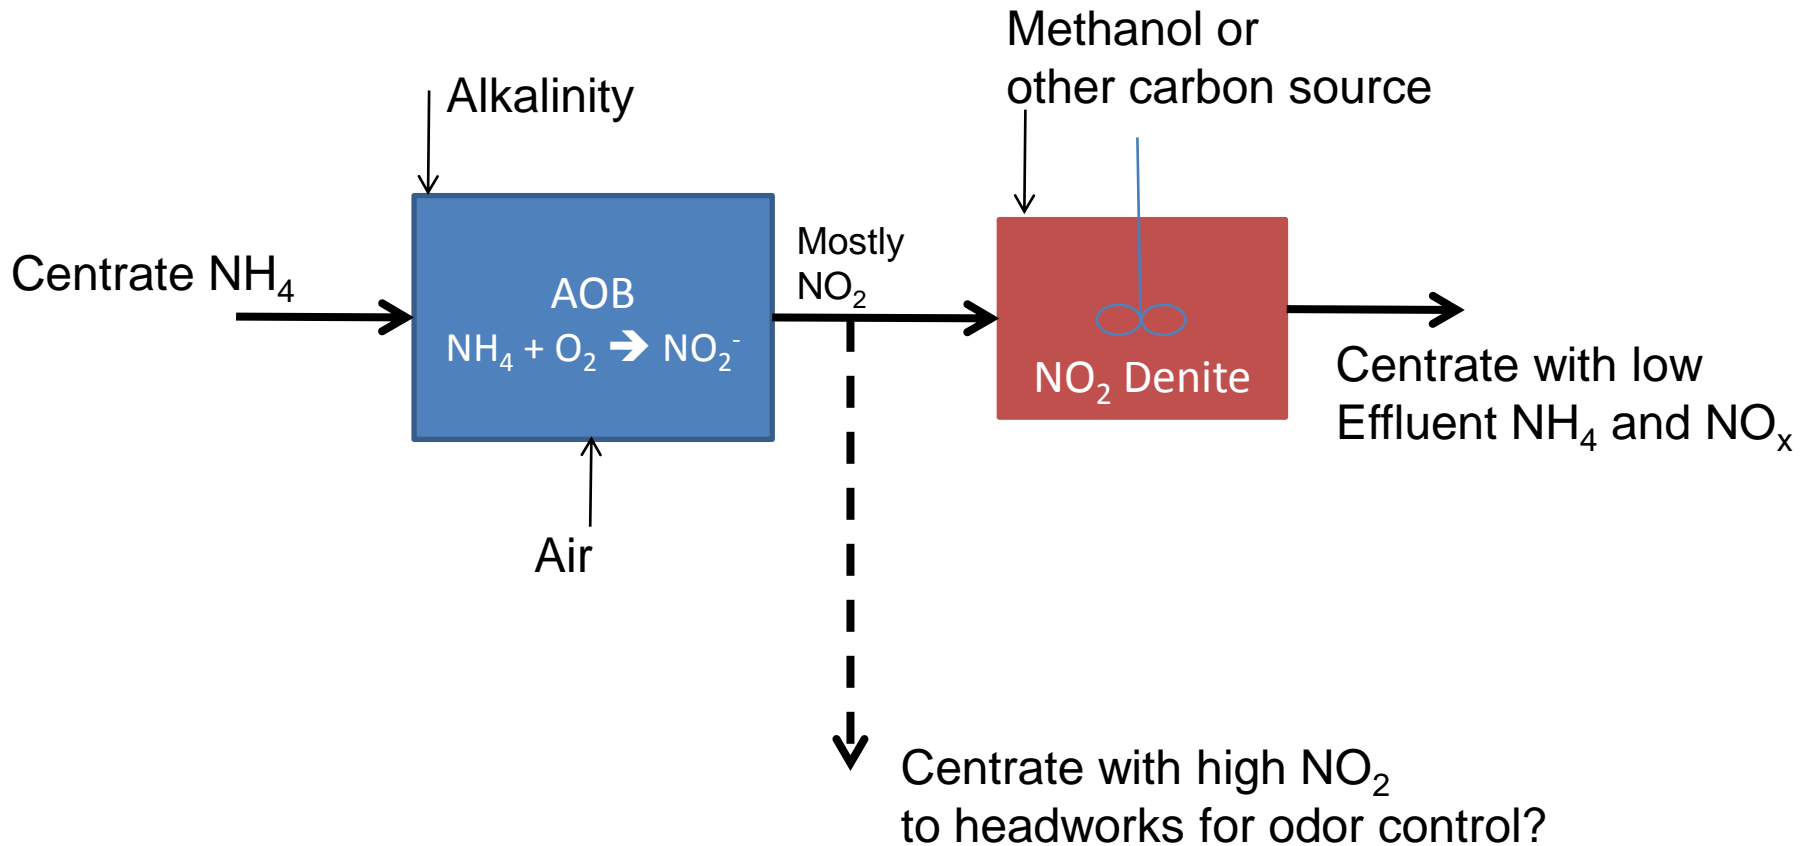 Methanol or
other carbon source
Alkalinity
Centrate NH₄
AOB
NH₄ + O₂ ➔ NO₂⁻
Mostly
NO₂
NO₂ Denite
Centrate with low
Effluent NH₄ and NOₓ
Air
Centrate with high NO₂
to headworks for odor control?